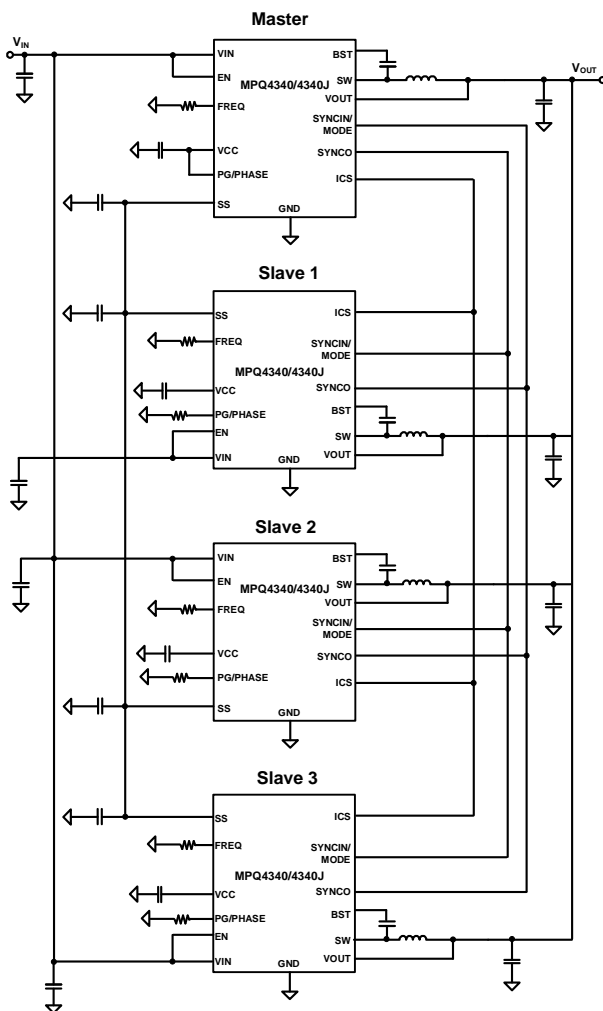 Master
VIN
VOUT
VIN
EN
FREQ
VCC
PG/PHASE
SS
MPQ4340/4340J
BST
SW
VOUT
SYNCIN/
MODE
SYNCO
ICS
GND
Slave 1
SS
FREQ
VCC
PG/PHASE
EN
VIN
MPQ4340/4340J
ICS
SYNCIN/
MODE
SYNCO
BST
SW
VOUT
GND
Slave 2
VIN
EN
FREQ
VCC
PG/PHASE
SS
MPQ4340/4340J
BST
SW
VOUT
SYNCIN/
MODE
SYNCO
ICS
GND
Slave 3
SS
FREQ
VCC
PG/PHASE
EN
VIN
MPQ4340/4340J
ICS
SYNCIN/
MODE
SYNCO
BST
SW
VOUT
GND